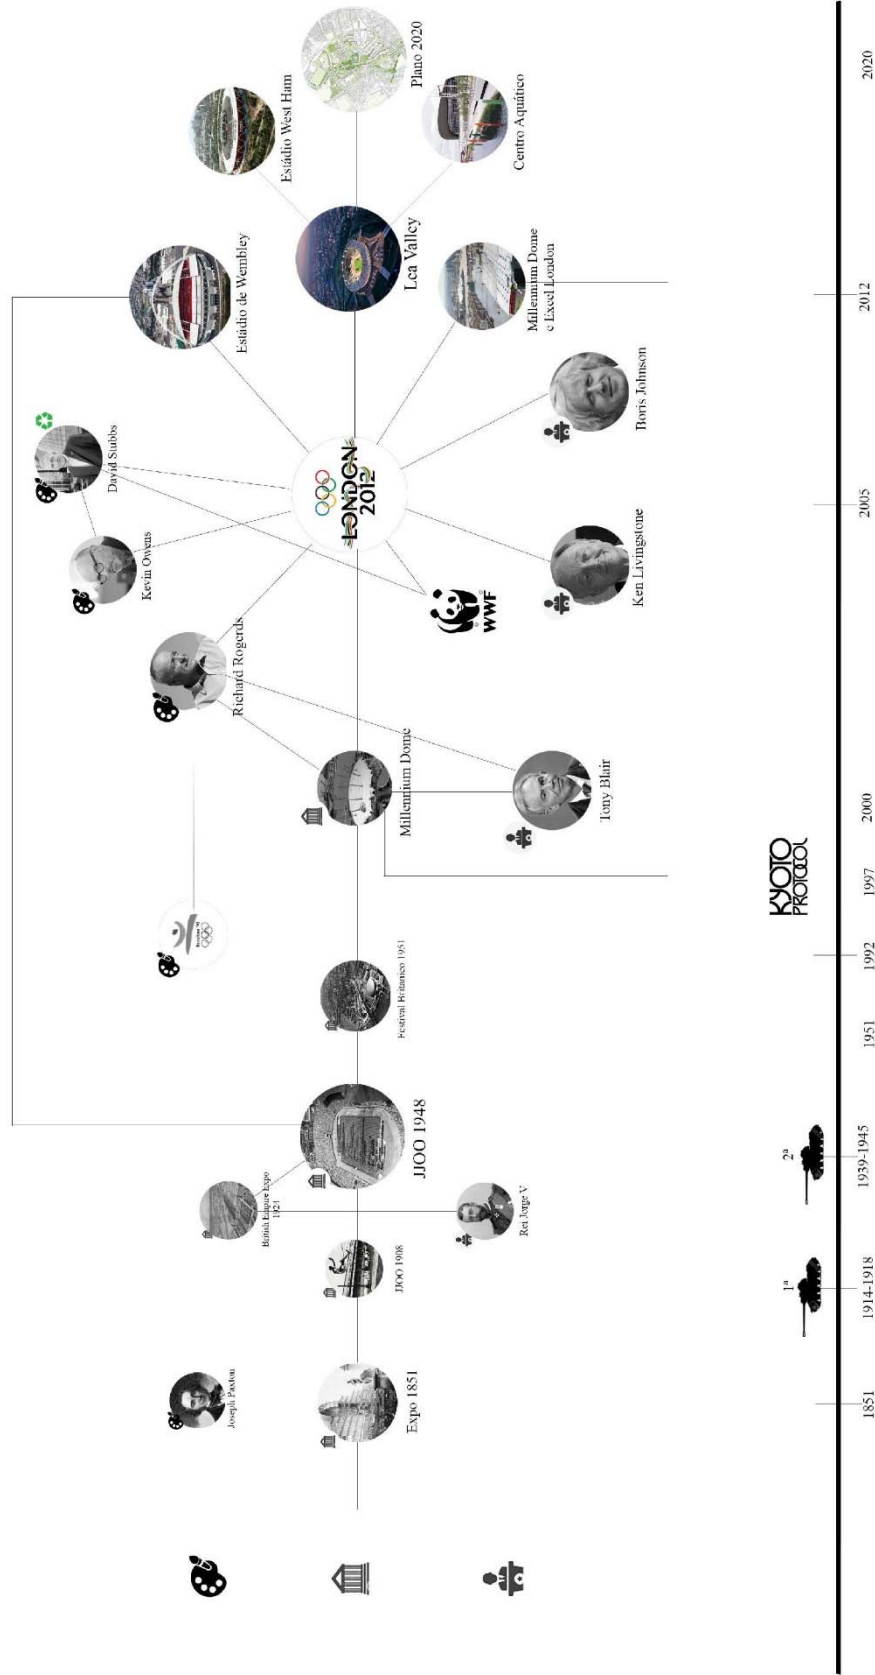 Joseph Paxton
Expo 1851
JJOO 1908
British Empire Expo
1924
Rei Jorge V
JJOO 1948
Festival Britanico 1951
Barcelona '92
Millennium Dome
Tony Blair
Richard Rogerds
Kevin Owens
David Stubbs
WWF
LONDON
2012
Ken Livingstone
Boris Johnson
Estádio de Wembley
Lea Valley
Millennium Dome
e Excel London
Estádio West Ham
Plano 2020
Centro Aquático
1ª
2ª
KYOTO
PROTOCOL
1851
1914-1918
1939-1945
1951
1992
1997
2000
2005
2012
2020